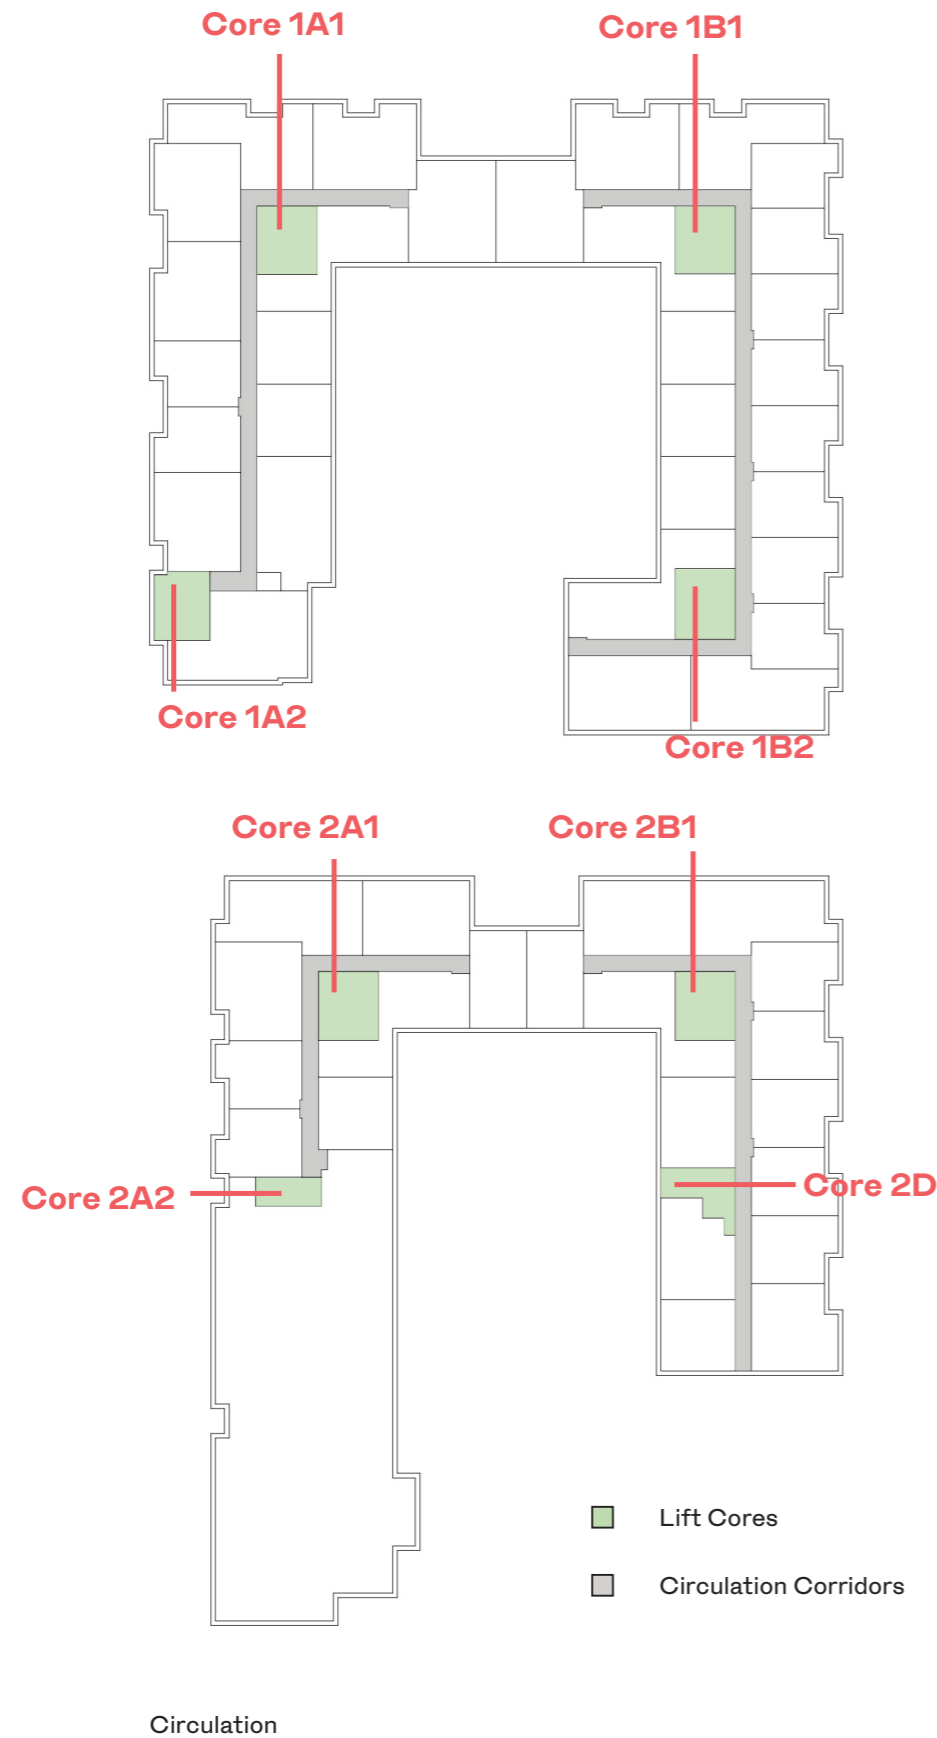 Core 1A1
Core 1B1
Core 1A2
Core 1B2
Core 2A1
Core 2B1
Core 2A2
Core 2D
Lift Cores
Circulation Corridors
Circulation